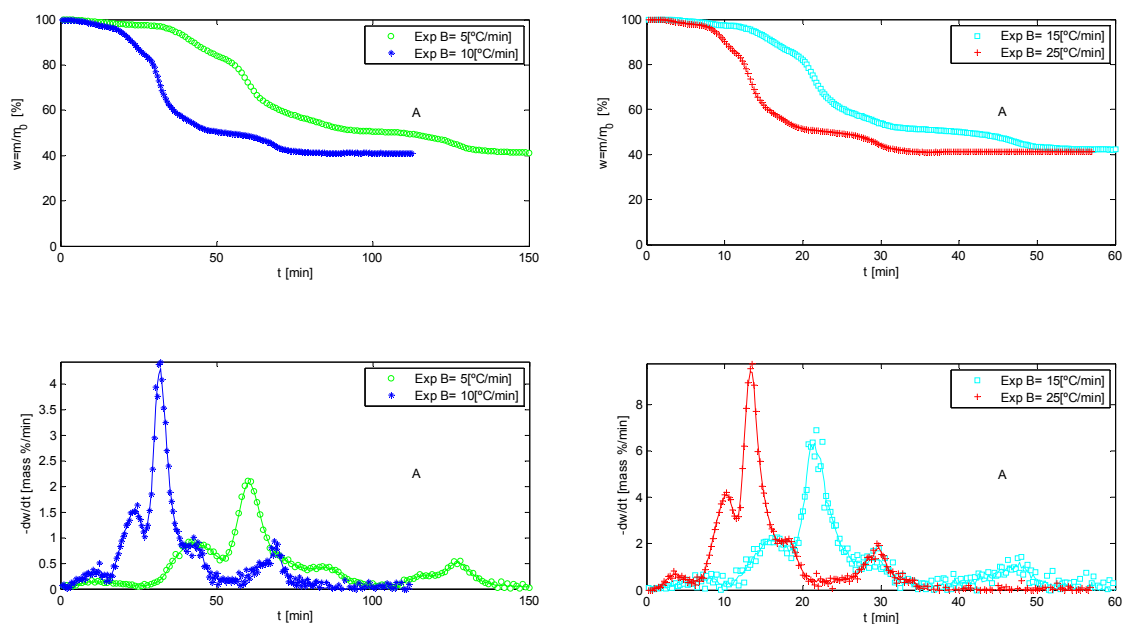 100
80
60
40
20
0
w=m/m0 [%]
0
50
100
150
t [min]
Exp B= 5[ºC/min]
Exp B= 10[ºC/min]
A
100
80
60
40
20
0
w=m/m0 [%]
0
10
20
30
40
50
60
t [min]
Exp B= 15[ºC/min]
Exp B= 25[ºC/min]
A
4
3.5
3
2.5
2
1.5
1
0.5
0
-dw/dt [mass %/min]
0
50
100
150
t [min]
Exp B= 5[ºC/min]
Exp B= 10[ºC/min]
A
8
6
4
2
0
-dw/dt [mass %/min]
0
10
20
30
40
50
60
t [min]
Exp B= 15[ºC/min]
Exp B= 25[ºC/min]
A